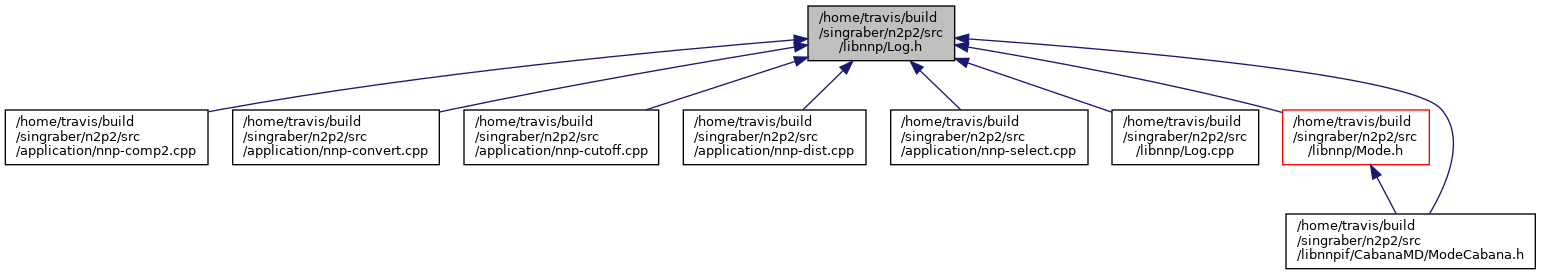 /home/travis/build
/singraber/n2p2/src
/libnnp/Log.h
/home/travis/build
/singraber/n2p2/src
/application/nnp-comp2.cpp
/home/travis/build
/singraber/n2p2/src
/application/nnp-convert.cpp
/home/travis/build
/singraber/n2p2/src
/application/nnp-cutoff.cpp
/home/travis/build
/singraber/n2p2/src
/application/nnp-dist.cpp
/home/travis/build
/singraber/n2p2/src
/application/nnp-select.cpp
/home/travis/build
/singraber/n2p2/src
/libnnp/Log.cpp
/home/travis/build
/singraber/n2p2/src
/libnnp/Mode.h
/home/travis/build
/singraber/n2p2/src
/libnnpif/CabanaMD/ModeCabana.h